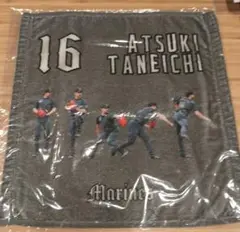 16 ATSUKI
TANEICHI
Marines